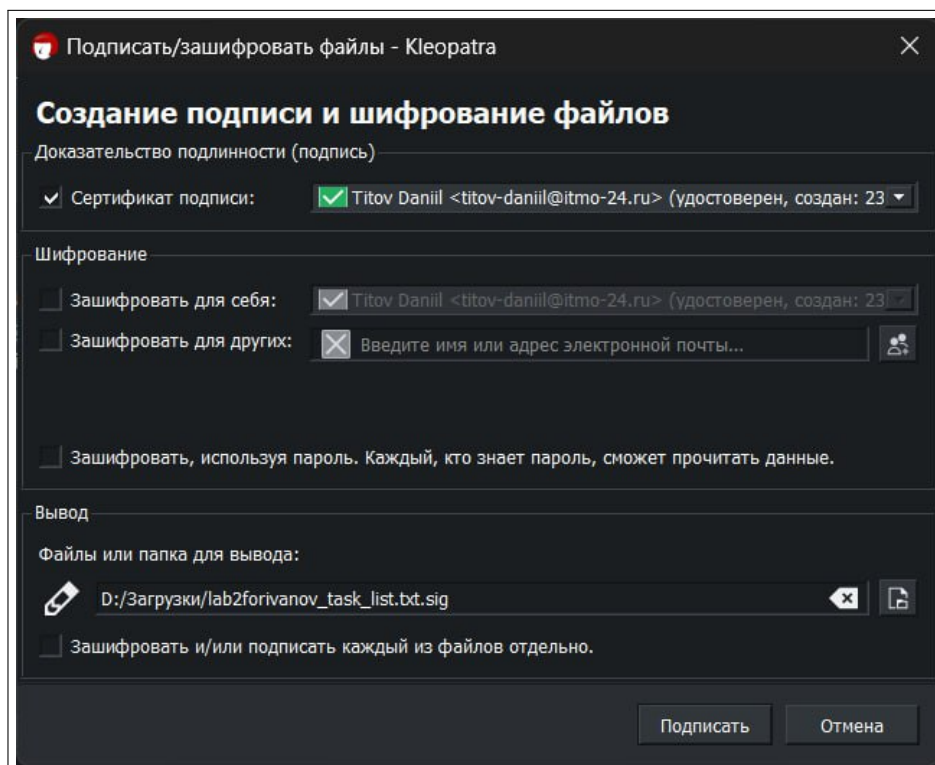 Подписать/зашифровать файлы - Kleopatra
Создание подписи и шифрование файлов
Доказательство подлинности (подпись)
Сертификат подписи: Titov Daniil <titov-daniil@itmo-24.ru> (удостоверен, создан: 23
Шифрование
Зашифровать для себя: Titov Daniil <titov-daniil@itmo-24.ru> (удостоверен, создан: 23
Зашифровать для других: Введите имя или адрес электронной почты...
Зашифровать, используя пароль. Каждый, кто знает пароль, сможет прочитать данные.
Вывод
Файлы или папка для вывода:
D:/Загрузки/lab2forivanov_task_list.txt.sig
Зашифровать и/или подписать каждый из файлов отдельно.
Подписать Отмена